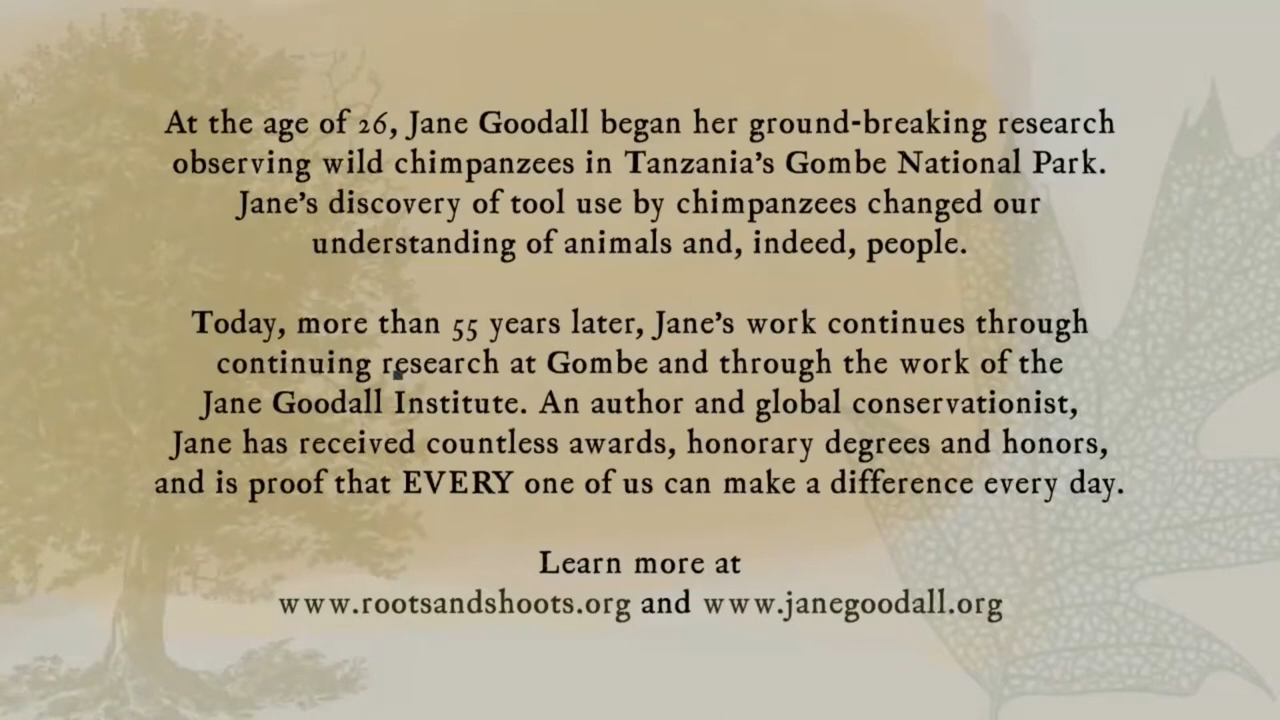 At the age of 26, Jane Goodall began her ground-breaking research
observing wild chimpanzees in Tanzania's Gombe National Park.
Jane's discovery of tool use by chimpanzees changed our
understanding of animals and, indeed, people.
Today, more than 55 years later, Jane's work continues through
continuing research at Gombe and through the work of the
Jane Goodall Institute. An author and global conservationist,
Jane has received countless awards, honorary degrees and honors,
and is proof that EVERY one of us can make a difference every day.
Learn more at
www.rootsandshoots.org and www.janegoodall.org